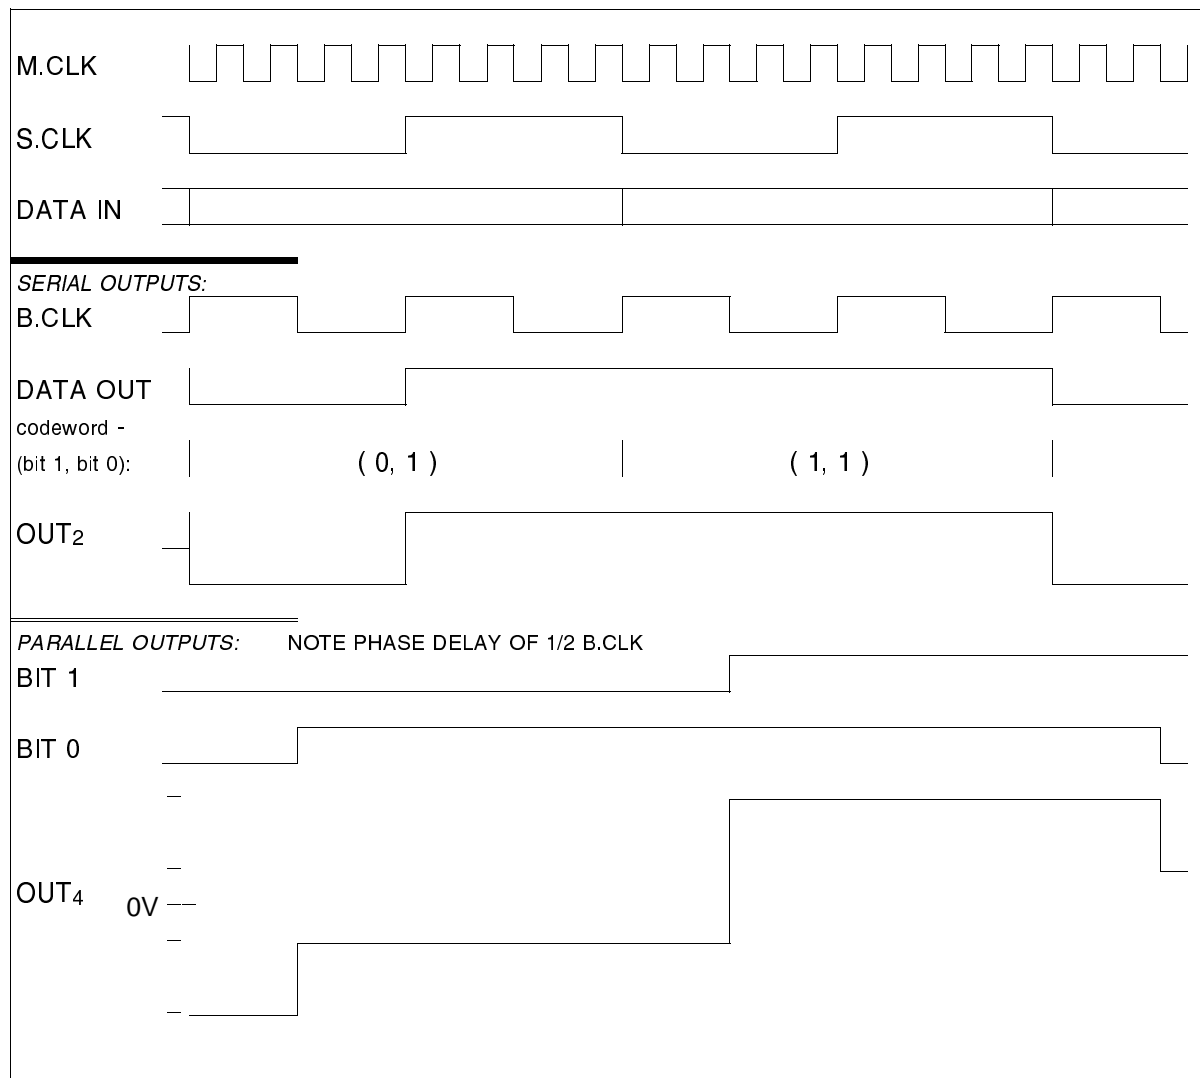 M.CLK
S.CLK
DATA IN
SERIAL OUTPUTS:
B.CLK
DATA OUT
codeword -
(bit 1, bit 0):
( 0, 1 )
( 1, 1 )
OUT2
PARALLEL OUTPUTS: NOTE PHASE DELAY OF 1/2 B.CLK
BIT 1
BIT 0
OUT4
0V